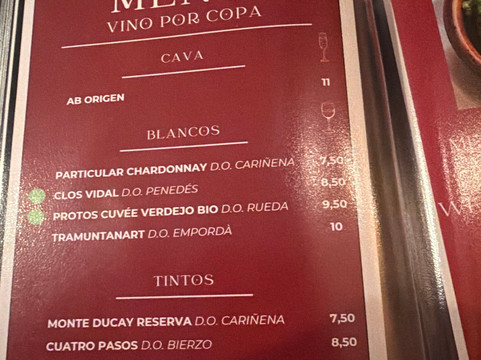 VINO POR COPA
CAVA
AB ORIGEN 11
BLANCOS
PARTICULAR CHARDONNAY D.O. CARIÑENA 7,50
CLOS VIDAL D.O. PENEDÉS 8,50
PROTOS CUVÉE VERDEJO BIO D.O. RUEDA 9,50
TRAMUNTANART D.O. EMPORDÀ 10
TINTOS
MONTE DUCAY RESERVA D.O. CARIÑENA 7,50
CUATRO PASOS D.O. BIERZO 8,50